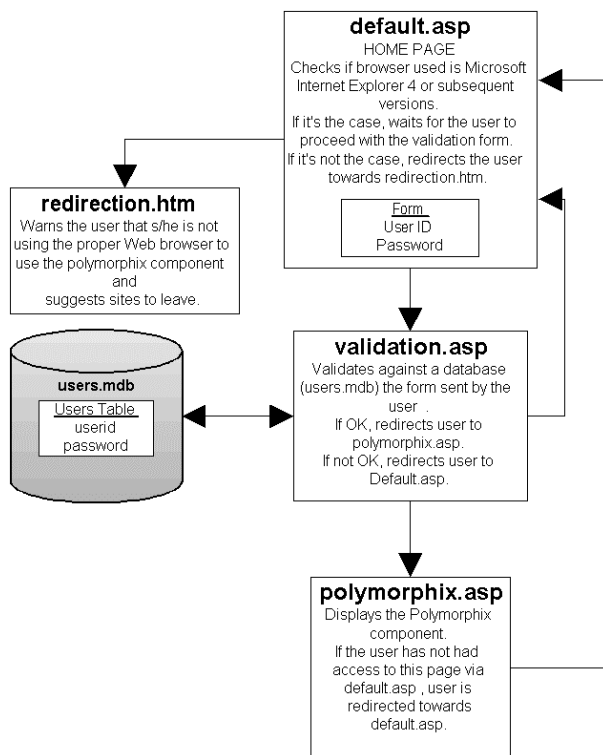 default.asp
HOME PAGE
Checks if browser used is Microsoft
Internet Explorer 4 or subsequent
versions.
If it's the case, waits for the user to
proceed with the validation form.
If it's not the case, redirects the user
towards redirection.htm.
Form
User ID
Password
redirection.htm
Warns the user that s/he is not
using the proper Web browser to
use the polymorphix component
and
suggests sites to leave.
users.mdb
Users Table
userid
password
validation.asp
Validates against a database
(users.mdb) the form sent by the
user .
If OK, redirects user to
polymorphix.asp.
If not OK, redirects user to
Default.asp.
polymorphix.asp
Displays the Polymorphix
component.
If the user has not had
access to this page via
default.asp , user is
redirected towards
default.asp.